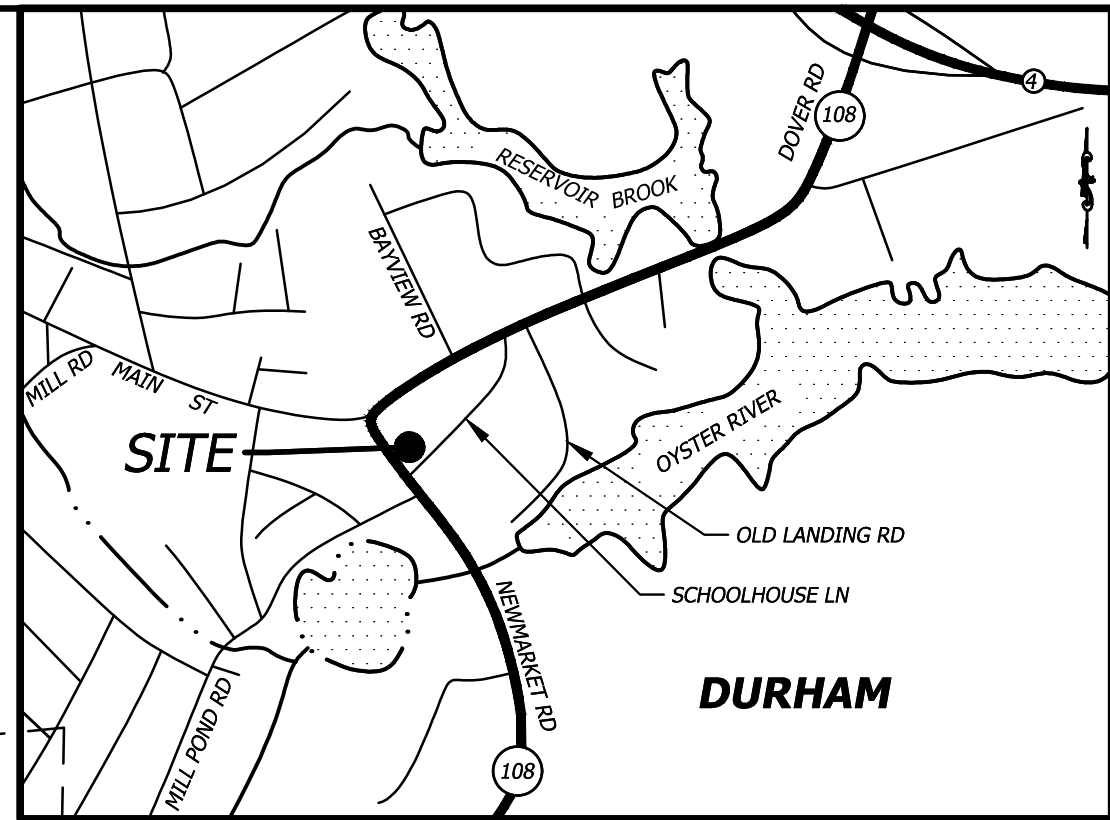 4
DOVER RD
108
RESERVOIR BROOK
BAYVIEW RD
MILL RD
MAIN ST
SITE
OYSTER RIVER
OLD LANDING RD
SCHOOLHOUSE LN
NEWMARKET RD
DURHAM
MILL POND RD
108